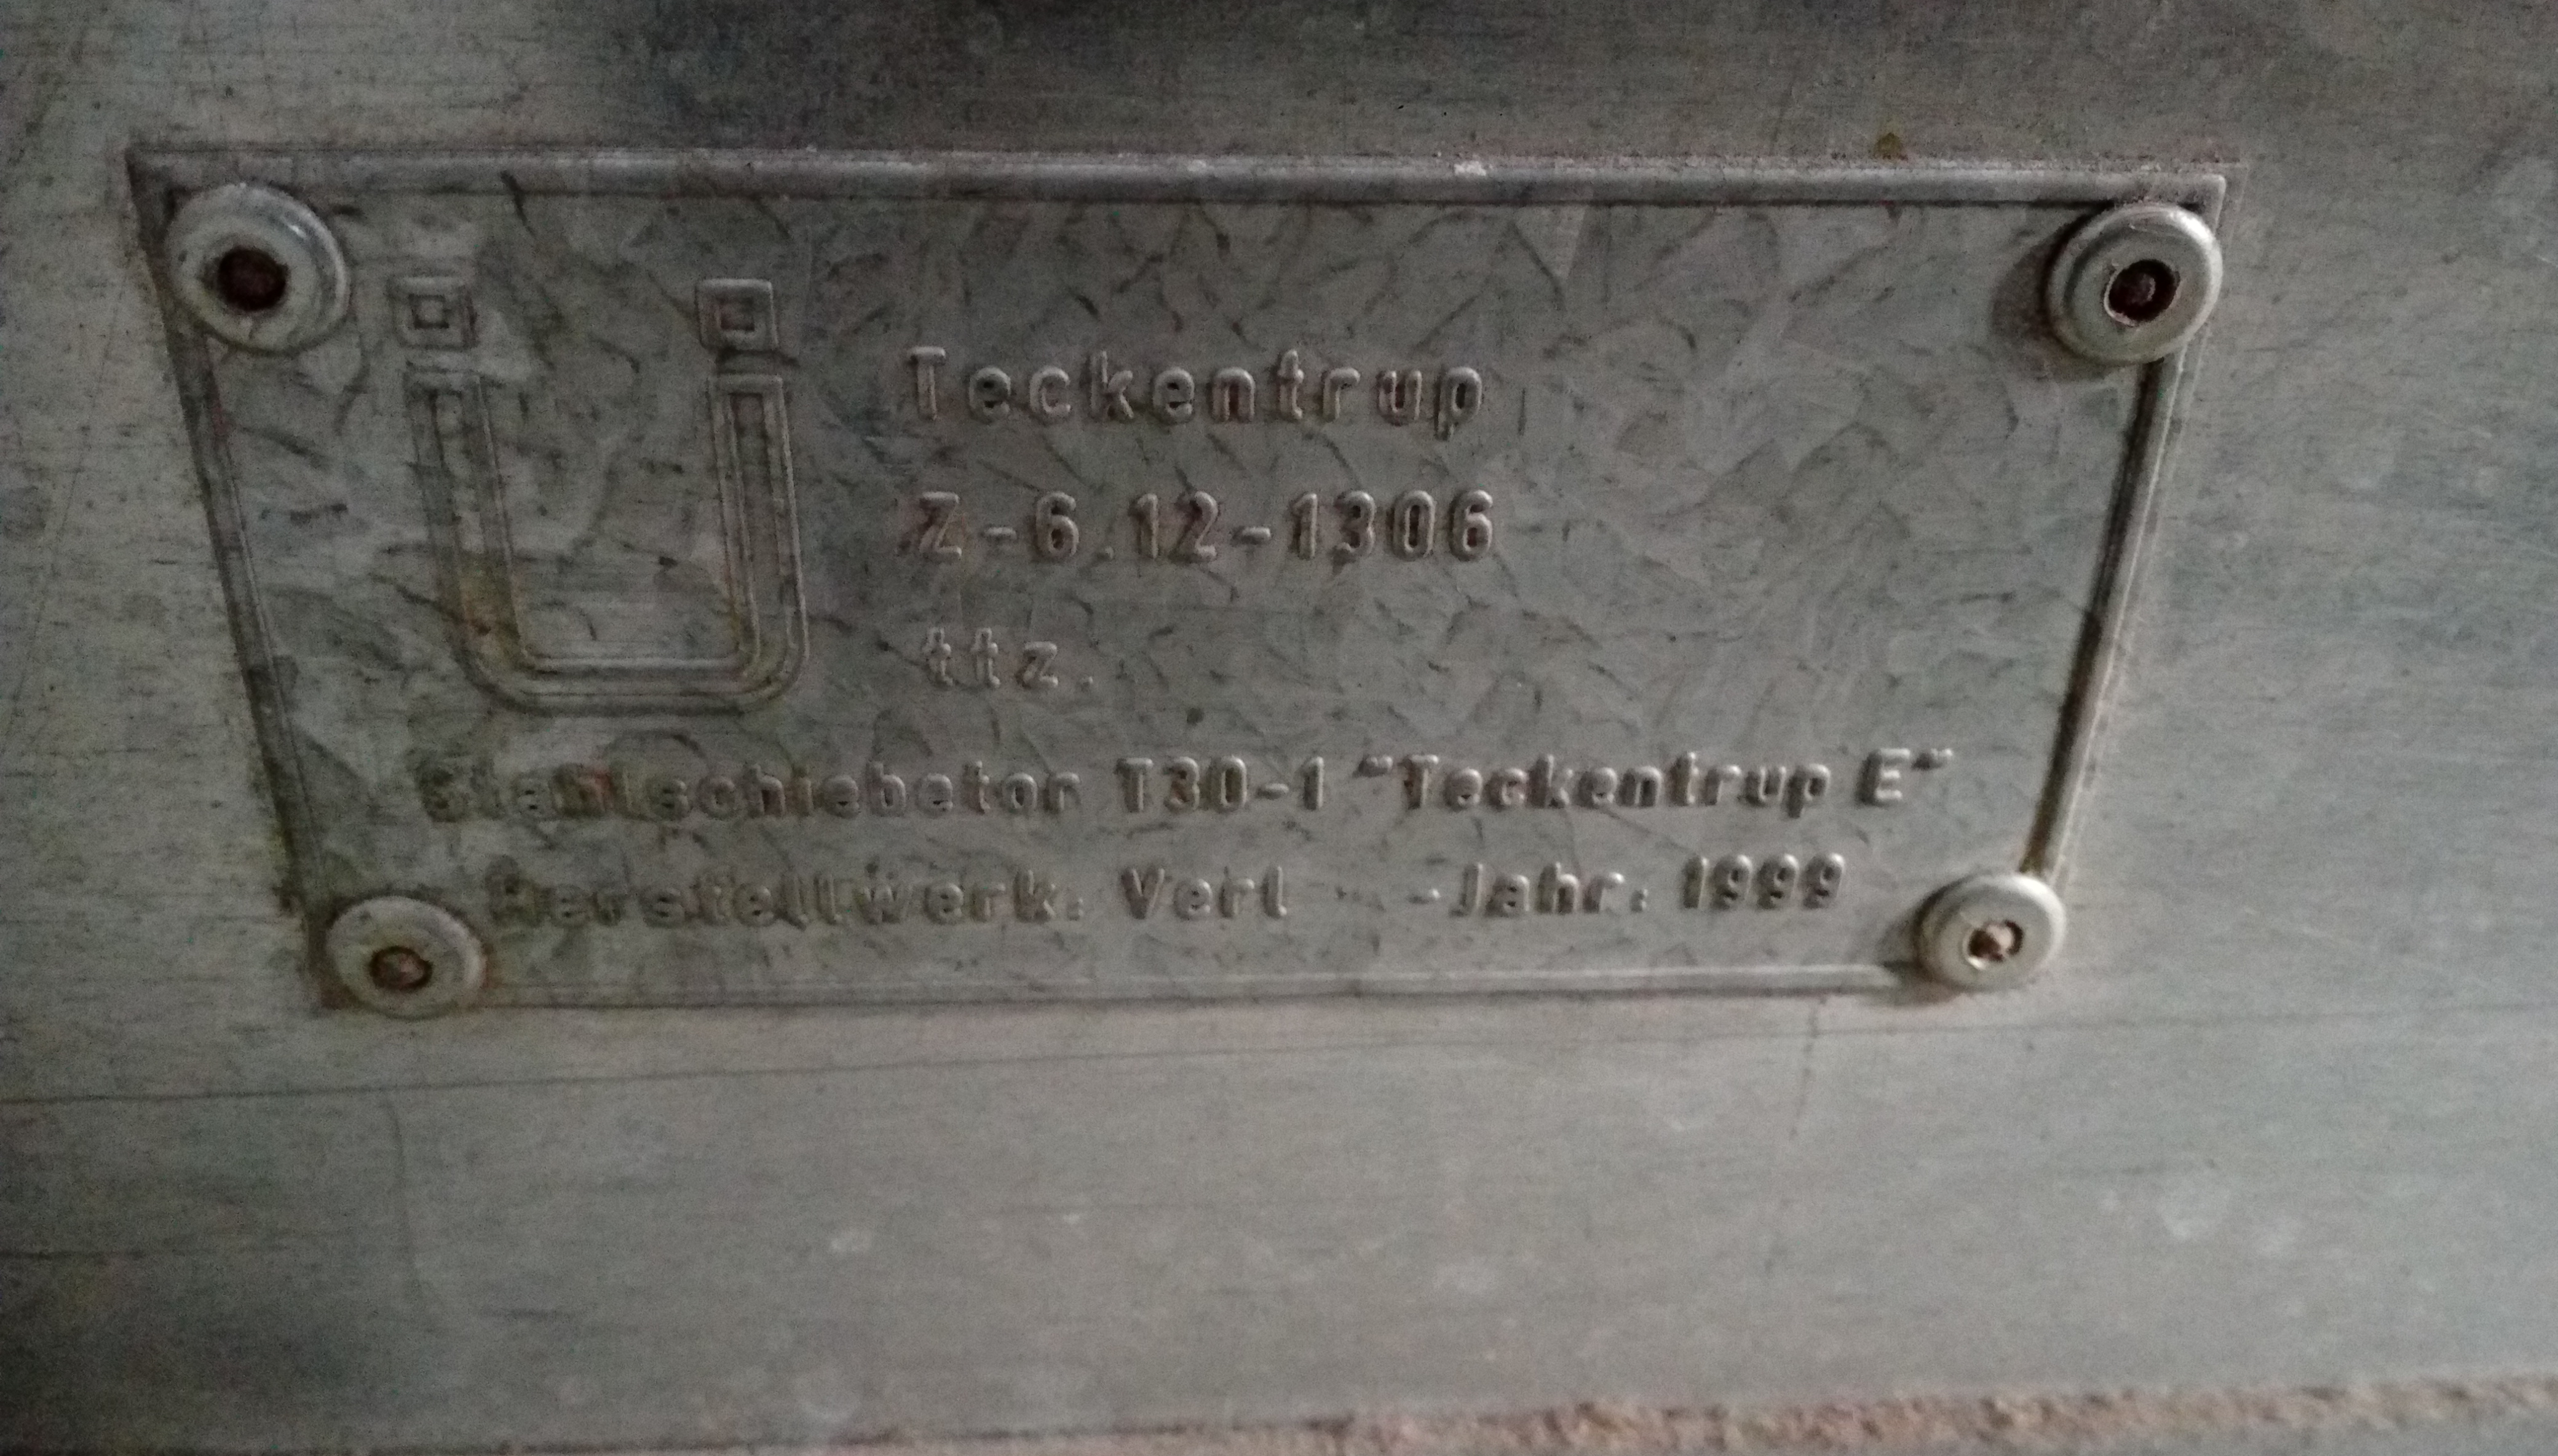 Ü
Teckentrup
Z-6.12-1306
ttz.
Stahlschiebetor T30-1 "Teckentrup E"
Herstellwerk: Verl - Jahr: 1999